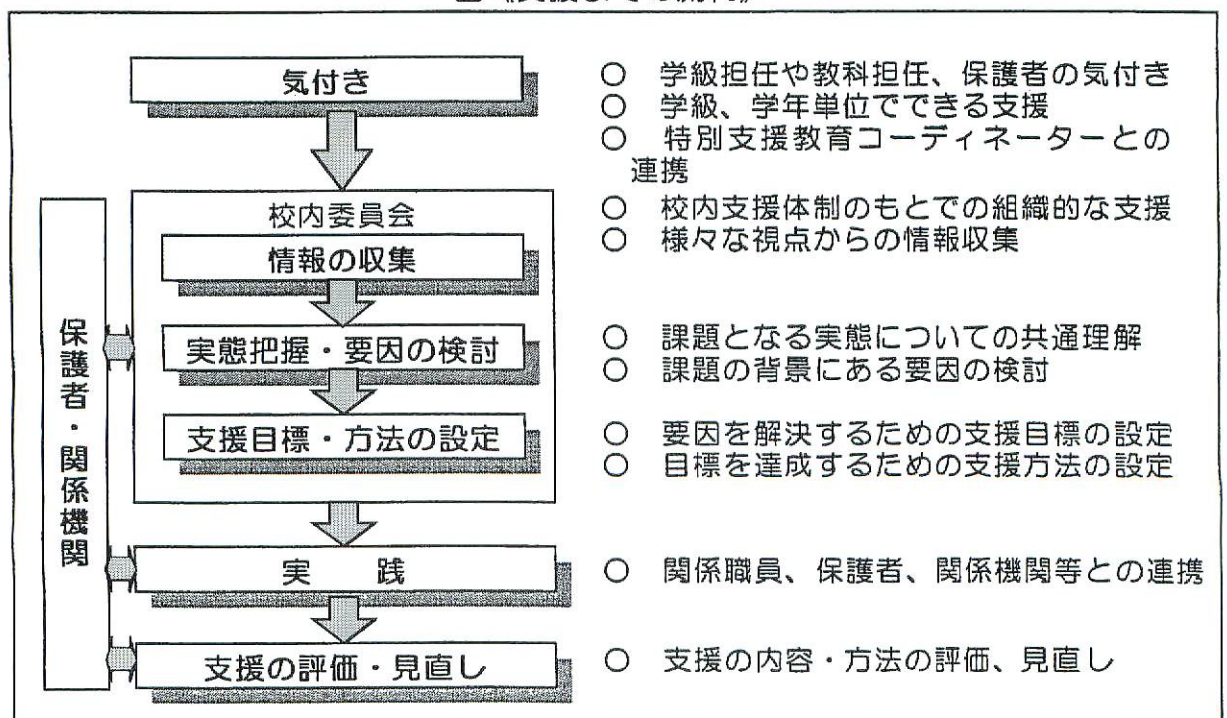 気付き
○ 学級担任や教科担任、保護者の気付き
○ 学級、学年単位でできる支援
○ 特別支援教育コーディネーターとの
連携
校内委員会
○ 校内支援体制のもとでの組織的な支援
情報の収集
○ 様々な視点からの情報収集
保護者・関係機関
実態把握・要因の検討
○ 課題となる実態についての共通理解
○ 課題の背景にある要因の検討
支援目標・方法の設定
○ 要因を解決するための支援目標の設定
○ 目標を達成するための支援方法の設定
実 践
○ 関係職員、保護者、関係機関等との連携
支援の評価・見直し
○ 支援の内容・方法の評価、見直し